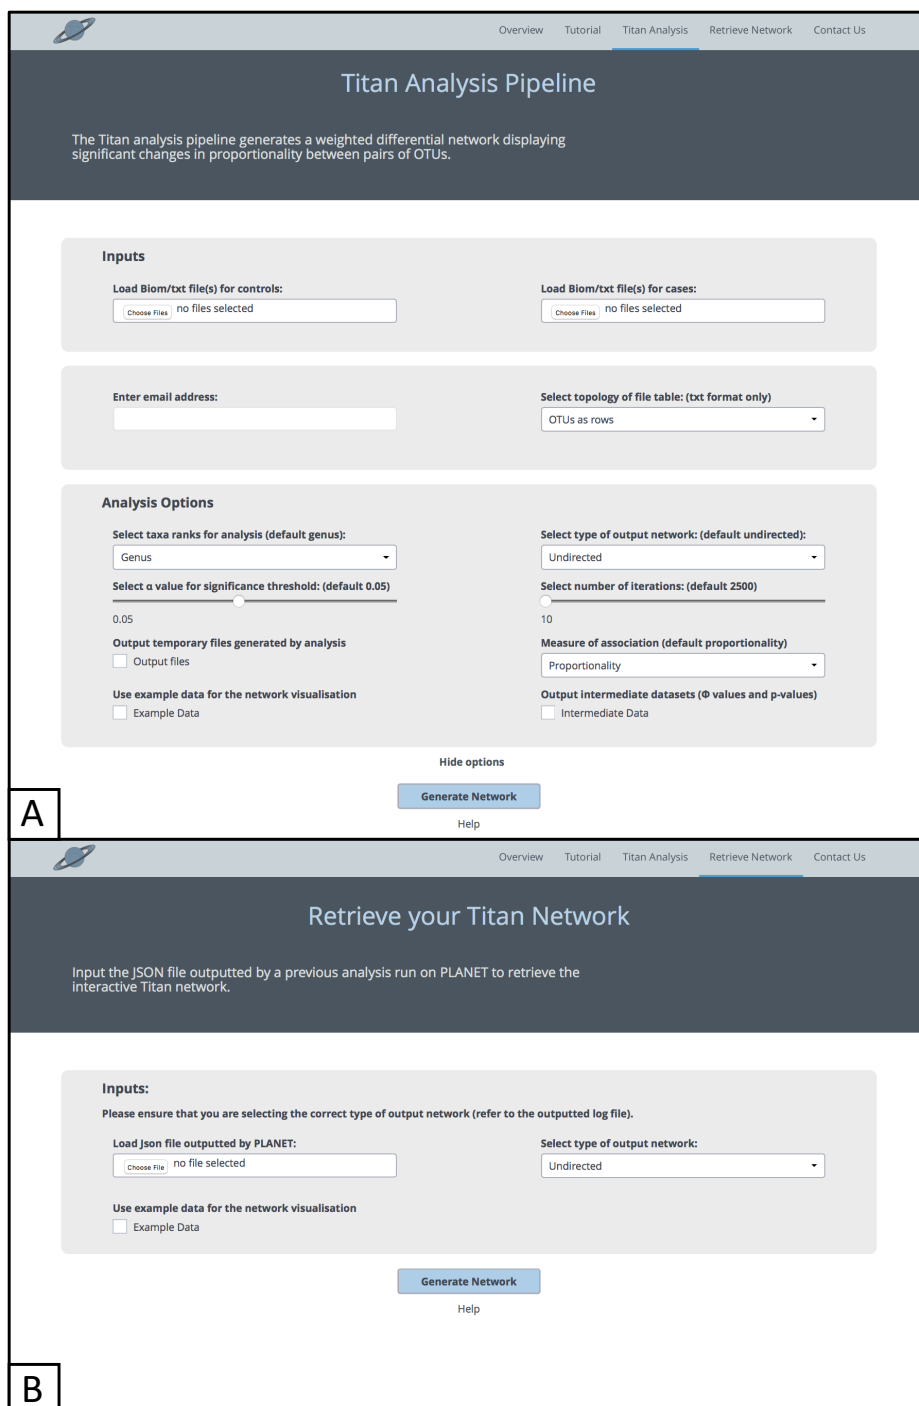 Overview Tutorial Titan Analysis Retrieve Network Contact Us
Titan Analysis Pipeline
The Titan analysis pipeline generates a weighted differential network displaying
significant changes in proportionality between pairs of OTUs.
Inputs
Load Biom/txt file(s) for controls:
Choose Files no files selected
Load Biom/txt file(s) for cases:
Choose Files no files selected
Enter email address:
Select topology of file table: (txt format only)
OTUs as rows
Analysis Options
Select taxa ranks for analysis (default genus):
Genus
Select type of output network: (default undirected):
Undirected
Select α value for significance threshold: (default 0.05)
0.05
Select number of iterations: (default 2500)
10
Output temporary files generated by analysis
Output files
Measure of association (default proportionality)
Proportionality
Use example data for the network visualisation
Example Data
Output intermediate datasets (Φ values and p-values)
Intermediate Data
Hide options
Generate Network
Help
A
Overview Tutorial Titan Analysis Retrieve Network Contact Us
Retrieve your Titan Network
Input the JSON file outputted by a previous analysis run on PLANET to retrieve the
interactive Titan network.
Inputs:
Please ensure that you are selecting the correct type of output network (refer to the outputted log file).
Load Json file outputted by PLANET:
Choose File no file selected
Select type of output network:
Undirected
Use example data for the network visualisation
Example Data
Generate Network
Help
B